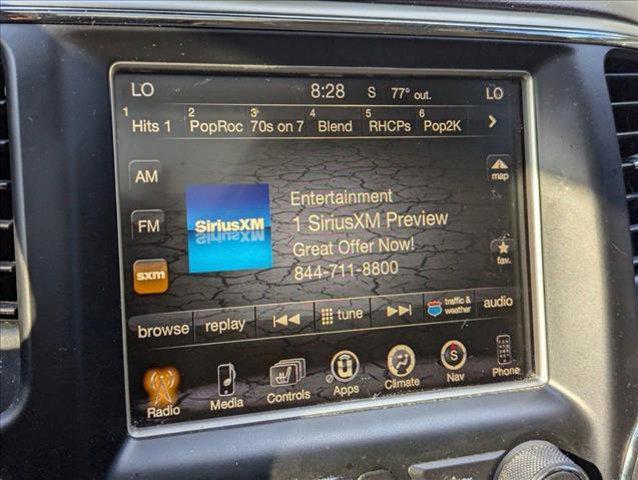 LO 8:28 S 77° out. LO
1 Hits 1 2 PopRoc 3 70s on 7 4 Blend 5 RHCPs 6 Pop2K >
AM
map
FM
SiriusXM
Entertainment
1 SiriusXM Preview
Great Offer Now!
844-711-8800
fav.
sxm
browse replay tune traffic & weather audio
Radio Media Controls Apps Climate Nav Phone